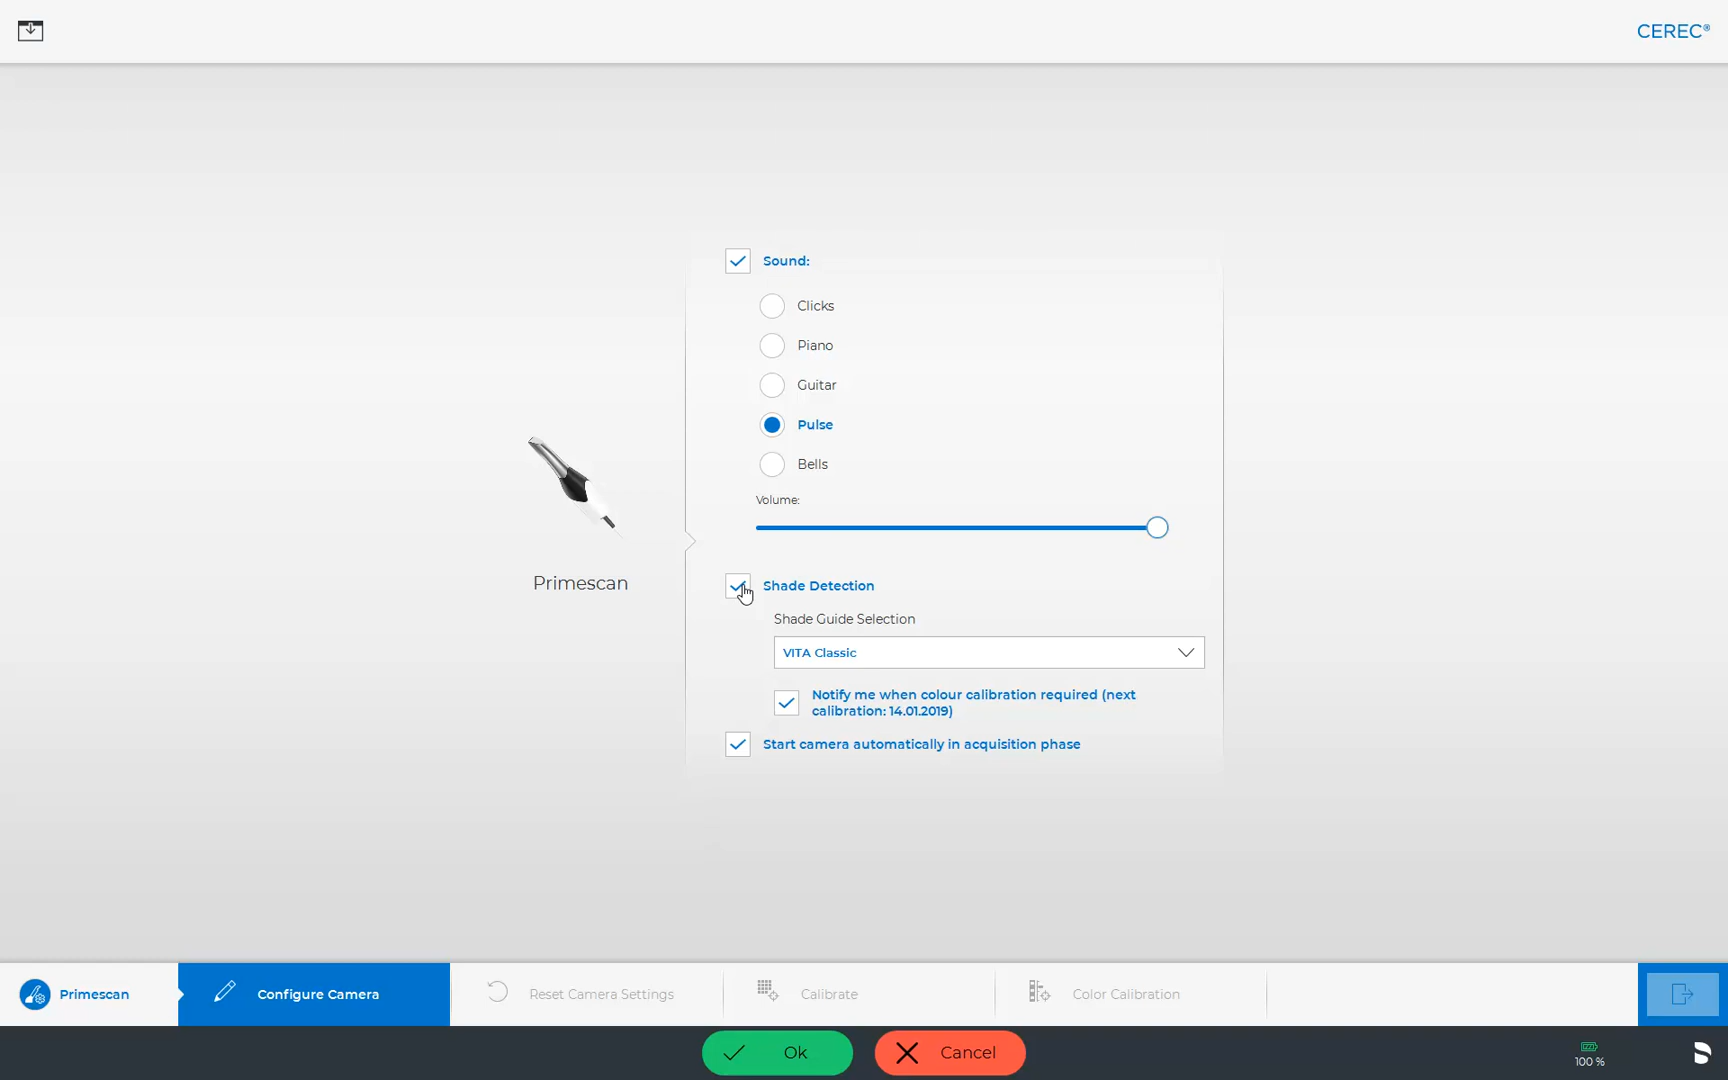 CEREC®
Sound:
Clicks
Piano
Guitar
Pulse
Bells
Volume:
Primescan
Shade Detection
Shade Guide Selection
VITA Classic
Notify me when colour calibration required (next
calibration: 14.01.2019)
Start camera automatically in acquisition phase
Primescan
Configure Camera
Reset Camera Settings
Calibrate
Color Calibration
Ok
Cancel
100 %